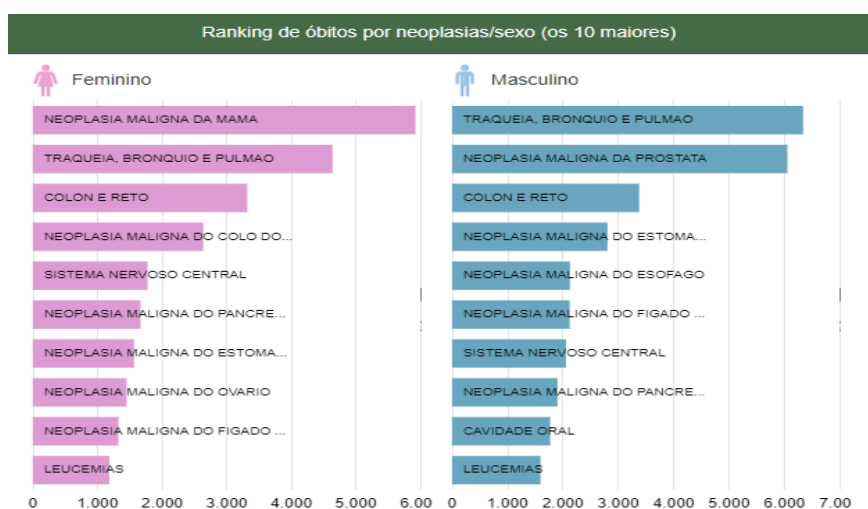 Ranking de óbitos por neoplasias/sexo (os 10 maiores)
Feminino
NEOPLASIA MALIGNA DA MAMA
TRAQUEIA, BRONQUIO E PULMAO
COLON E RETO
NEOPLASIA MALIGNA DO COLO DO...
SISTEMA NERVOSO CENTRAL
NEOPLASIA MALIGNA DO PANCRE...
NEOPLASIA MALIGNA DO ESTOMA...
NEOPLASIA MALIGNA DO OVARIO
NEOPLASIA MALIGNA DO FIGADO ...
LEUCEMIAS
0 1.000 2.000 3.000 4.000 5.000 6.00
Masculino
TRAQUEIA, BRONQUIO E PULMAO
NEOPLASIA MALIGNA DA PROSTATA
COLON E RETO
NEOPLASIA MALIGNA DO ESTOMA...
NEOPLASIA MALIGNA DO ESOFAGO
NEOPLASIA MALIGNA DO FIGADO ...
SISTEMA NERVOSO CENTRAL
NEOPLASIA MALIGNA DO PANCRE...
CAVIDADE ORAL
LEUCEMIAS
0 1.000 2.000 3.000 4.000 5.000 6.000 7.00